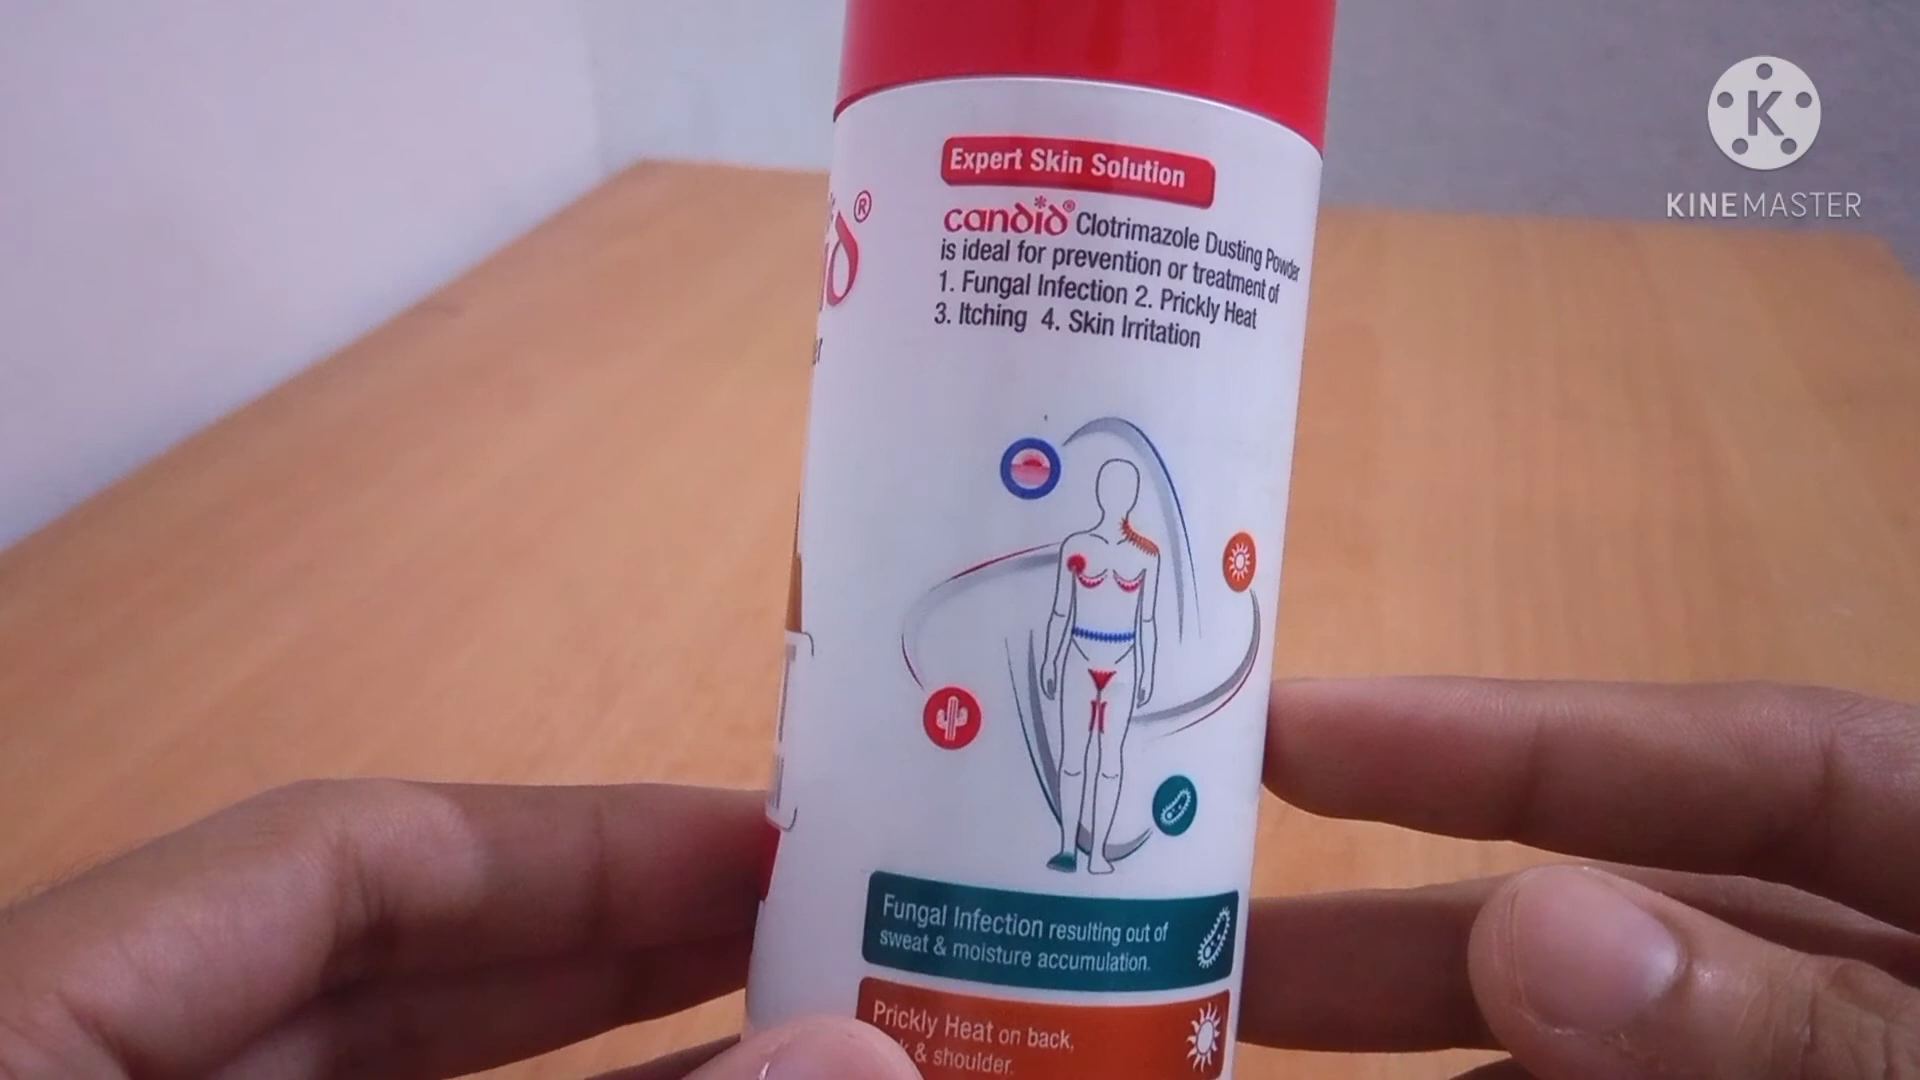 Expert Skin Solution
candid® Clotrimazole Dusting Powder
is ideal for prevention or treatment of
1. Fungal Infection 2. Prickly Heat
3. Itching 4. Skin Irritation
Fungal Infection resulting out of
sweat & moisture accumulation.
Prickly Heat on back,
& shoulder.
K
KINEMASTER